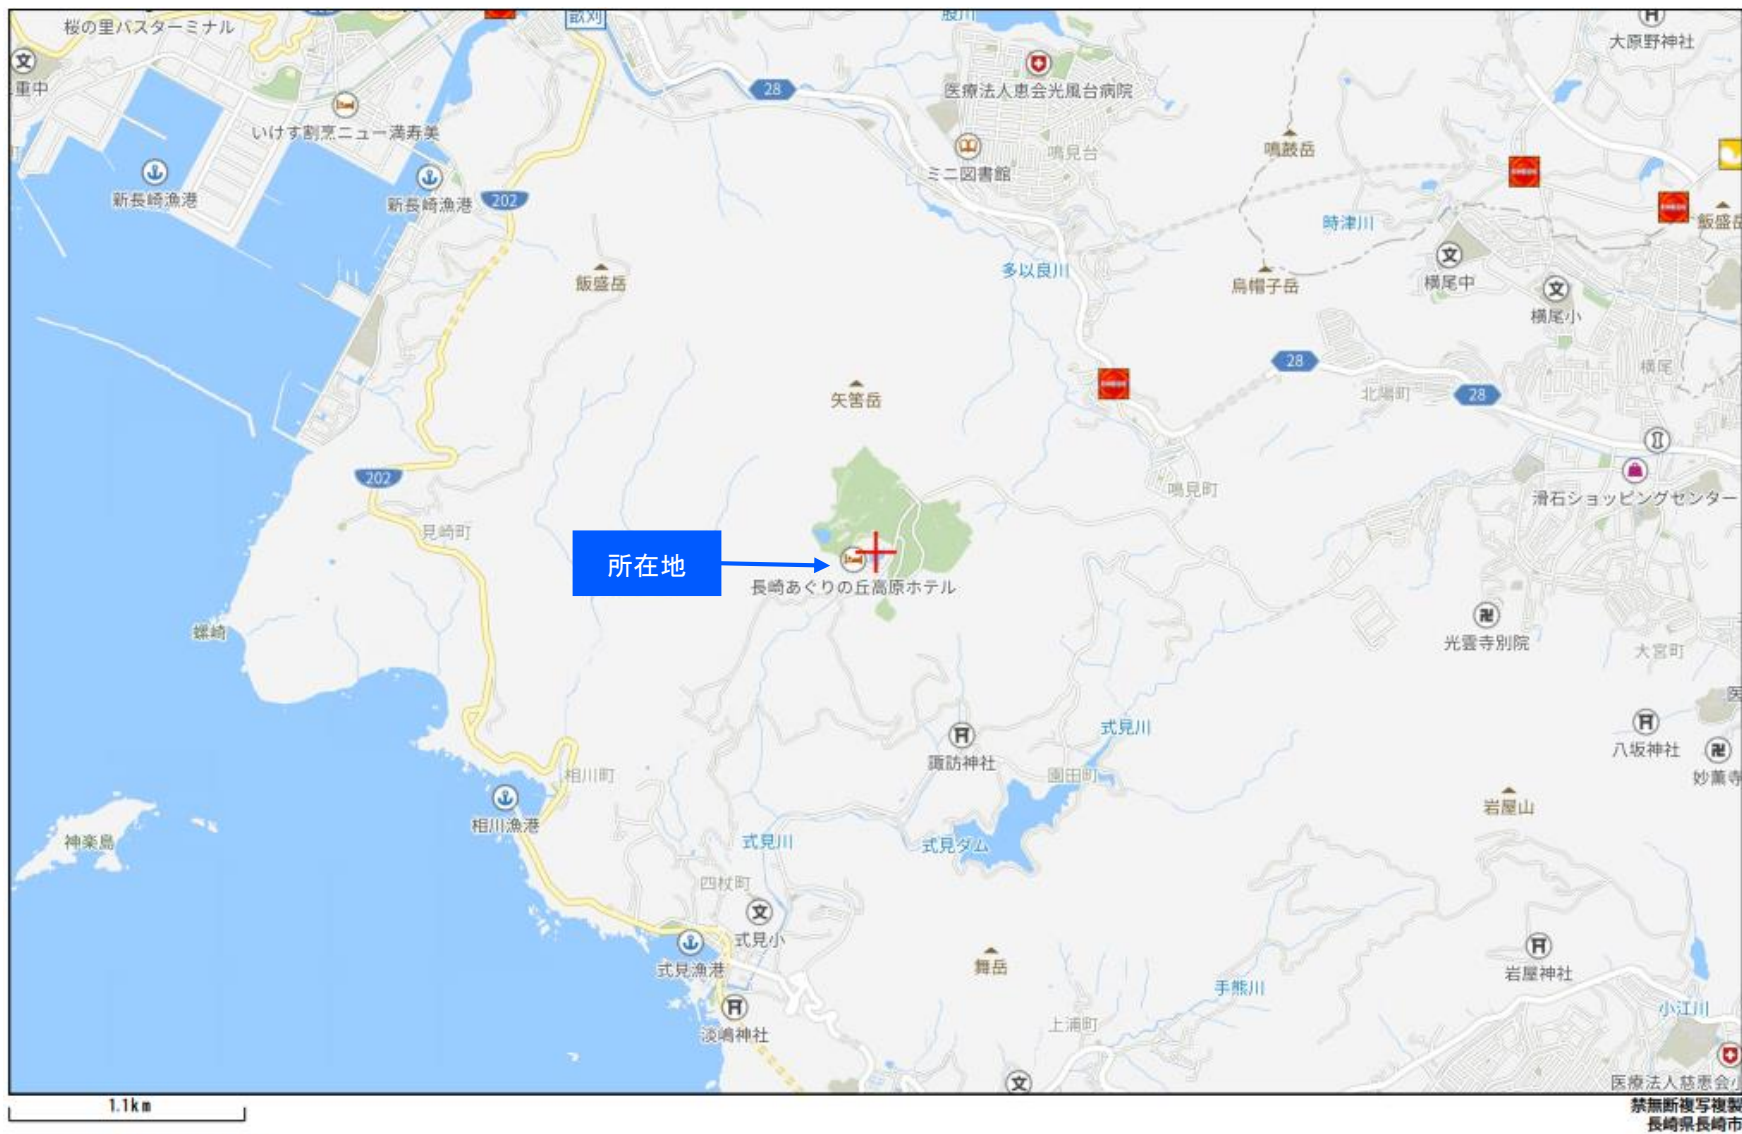 桜の里バスターミナル
畝刈
大原野神社
重中
28
医療法人恵会光風台病院
いけす割烹ニュー満寿美
鳴見台
鳴鼓岳
ミニ図書館
新長崎漁港
新長崎漁港
202
時津川
飯盛岳
多以良川
飯盛岳
烏帽子岳
横尾中
横尾小
28
横尾
矢筈岳
北陽町
28
202
鳴見町
滑石ショッピングセンター
見崎町
所在地
長崎あぐりの丘高原ホテル
螺崎
光雲寺別院
大宮町
医
式見川
諏訪神社
園田町
八坂神社
妙薫寺
相川町
岩屋山
相川漁港
神楽島
式見川
式見ダム
四杖町
式見小
式見漁港
舞岳
岩屋神社
手熊川
淡嶋神社
上浦町
小江川
医療法人慈恵会小
1.1km
禁無断複写複製
長崎県長崎市